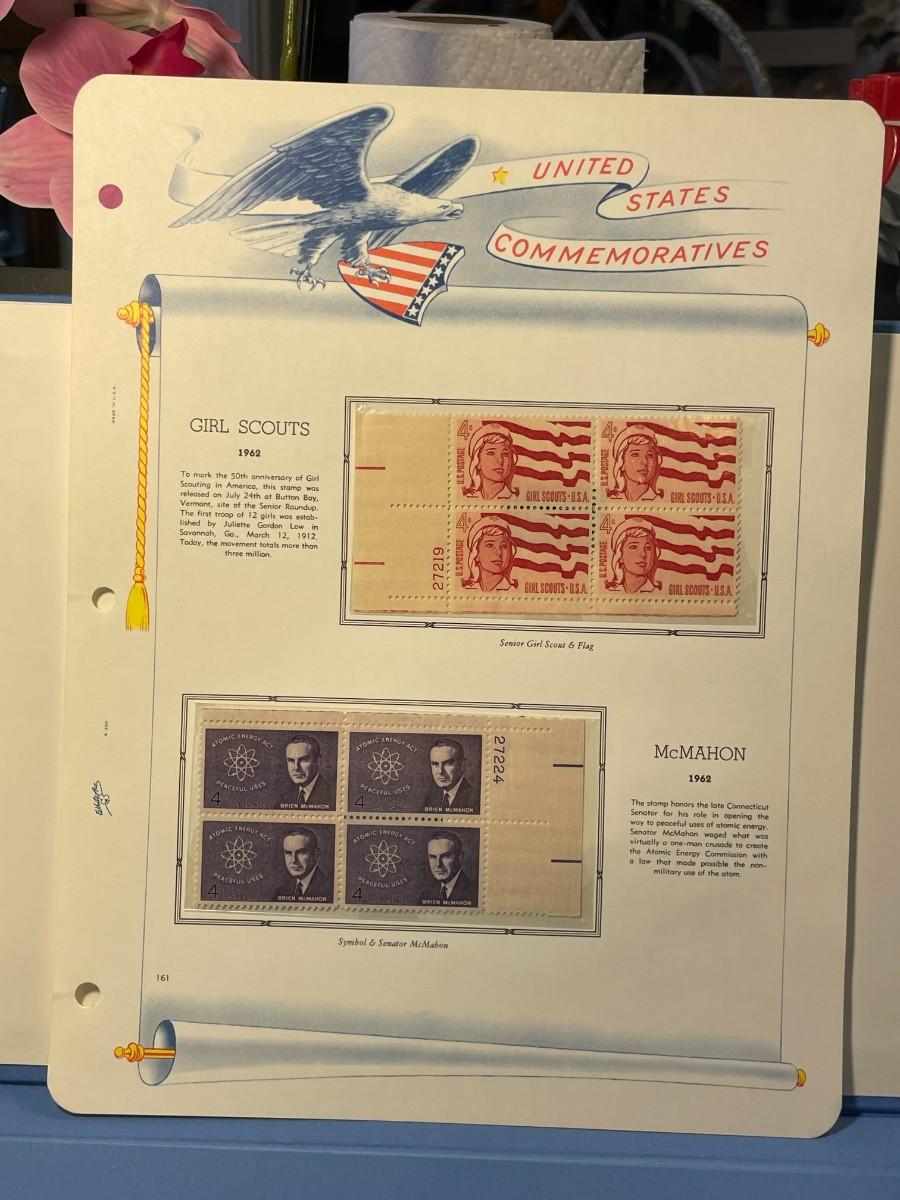 UNITED
STATES
COMMEMORATIVES
MADE IN U.S.A.
GIRL SCOUTS
1962
To mark the 50th anniversary of Girl
Scouting in America, this stamp was
released on July 24th at Button Bay,
Vermont, site of the Senior Roundup.
The first troop of 12 girls was estab-
lished by Juliette Gordon Low in
Savannah, Ga., March 12, 1912.
Today, the movement totals more than
three million.
4c U.S. POSTAGE GIRL SCOUTS • U.S.A.
4c U.S. POSTAGE GIRL SCOUTS • U.S.A.
4c U.S. POSTAGE GIRL SCOUTS • U.S.A.
4c U.S. POSTAGE GIRL SCOUTS • U.S.A.
27219
Senior Girl Scout & Flag
ATOMIC ENERGY ACT
PEACEFUL USES
4
BRIEN McMAHON
ATOMIC ENERGY ACT
PEACEFUL USES
4
BRIEN McMAHON
ATOMIC ENERGY ACT
PEACEFUL USES
4
BRIEN McMAHON
ATOMIC ENERGY ACT
PEACEFUL USES
4
BRIEN McMAHON
27224
McMAHON
1962
The stamp honors the late Connecticut
Senator for his role in opening the
way to peaceful uses of atomic energy.
Senator McMahon waged what was
virtually a one-man crusade to create
the Atomic Energy Commission with
a law that made possible the non-
military use of the atom.
Symbol & Senator McMahon
161